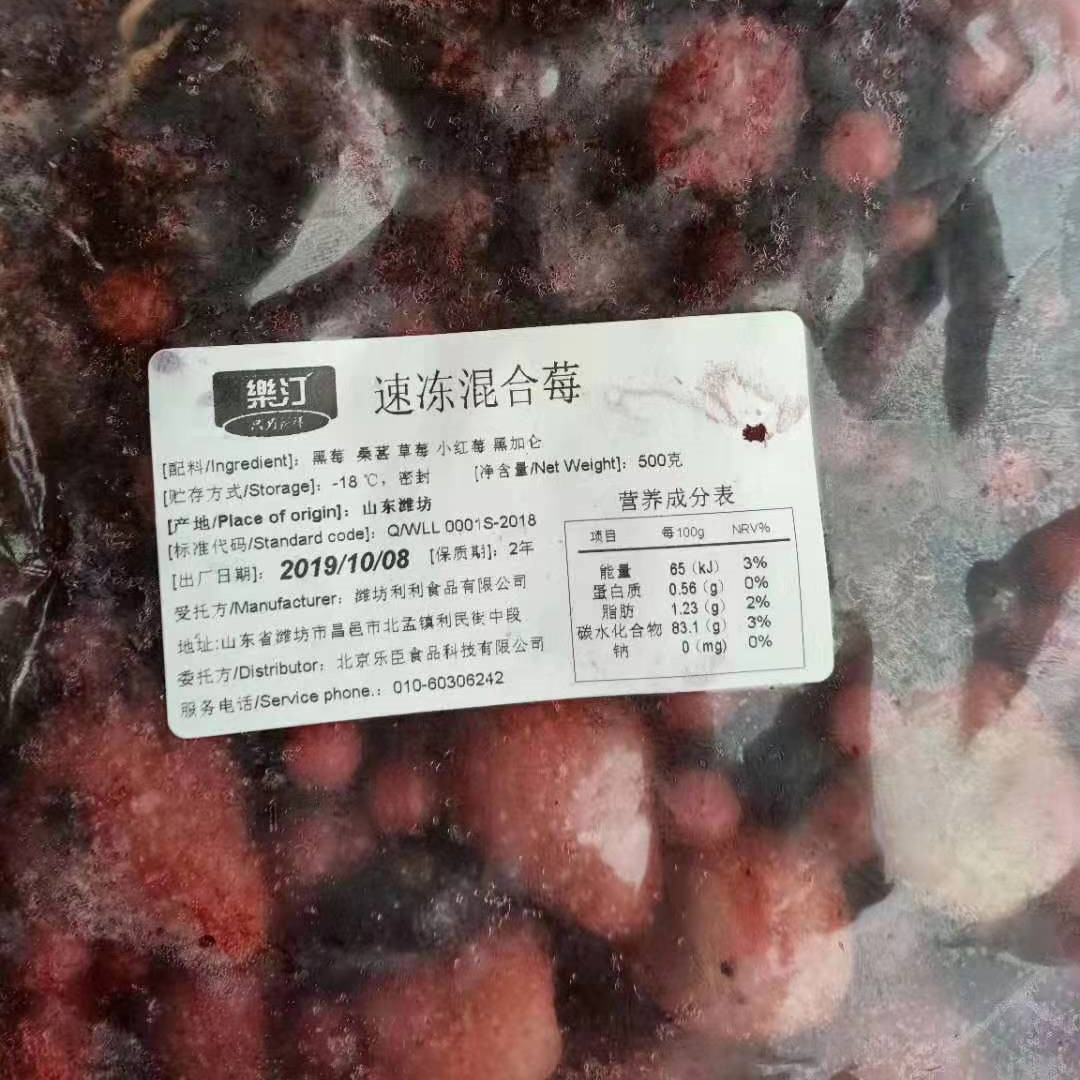 樂汀
速冻混合莓
[配料/Ingredient]：黑莓 桑葚 草莓 小红莓 黑加仑
[贮存方式/Storage]：-18℃，密封
[净含量/Net Weight]：500克
[产地/Place of origin]：山东潍坊
[标准代码/Standard code]：Q/WLL 0001S-2018
[出厂日期]：2019/10/08 [保质期]：2年
受托方/Manufacturer：潍坊利利食品有限公司
地址:山东省潍坊市昌邑市北孟镇利民街中段
委托方/Distributor：北京乐臣食品科技有限公司
服务电话/Service phone.：010-60306242
营养成分表
项目 每100g NRV%
能量 65（kJ） 3%
蛋白质 0.56（g） 0%
脂肪 1.23（g） 2%
碳水化合物 83.1（g） 3%
钠 0（mg） 0%